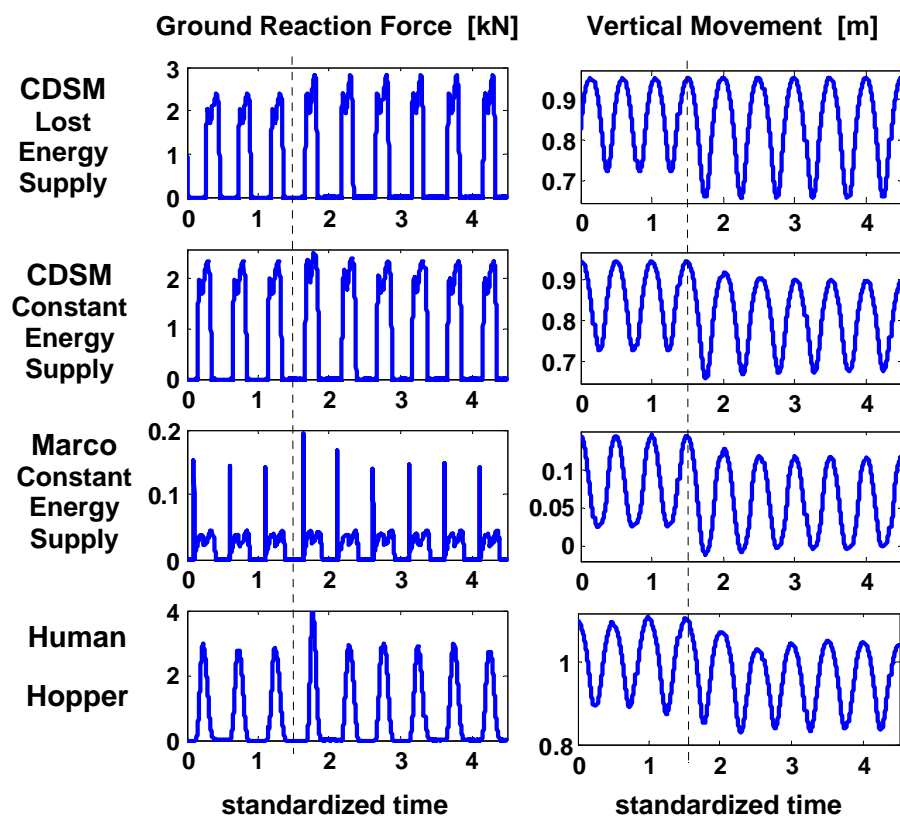 Ground Reaction Force [kN]
Vertical Movement [m]
CDSM
Lost
Energy
Supply
3
2
1
0
0 1 2 3 4
0.9
0.8
0.7
0 1 2 3 4
CDSM
Constant
Energy
Supply
2
1
0
0 1 2 3 4
0.9
0.8
0.7
0 1 2 3 4
Marco
Constant
Energy
Supply
0.2
0.1
0
0 1 2 3 4
0.1
0.05
0
0 1 2 3 4
Human
Hopper
4
2
0
0 1 2 3 4
1
0.8
0 1 2 3 4
standardized time
standardized time